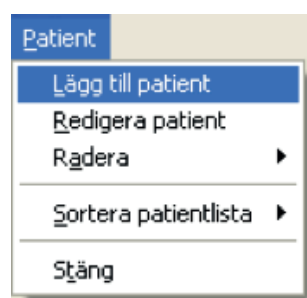 Patient
Lägg till patient
Redigera patient
Radera
Sortera patientlista
Stäng